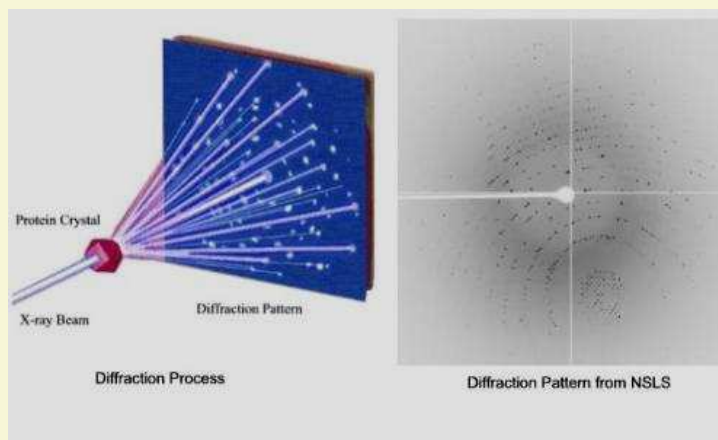 Protein Crystal
X-ray Beam
Diffraction Pattern
Diffraction Process
Diffraction Pattern from NSLS